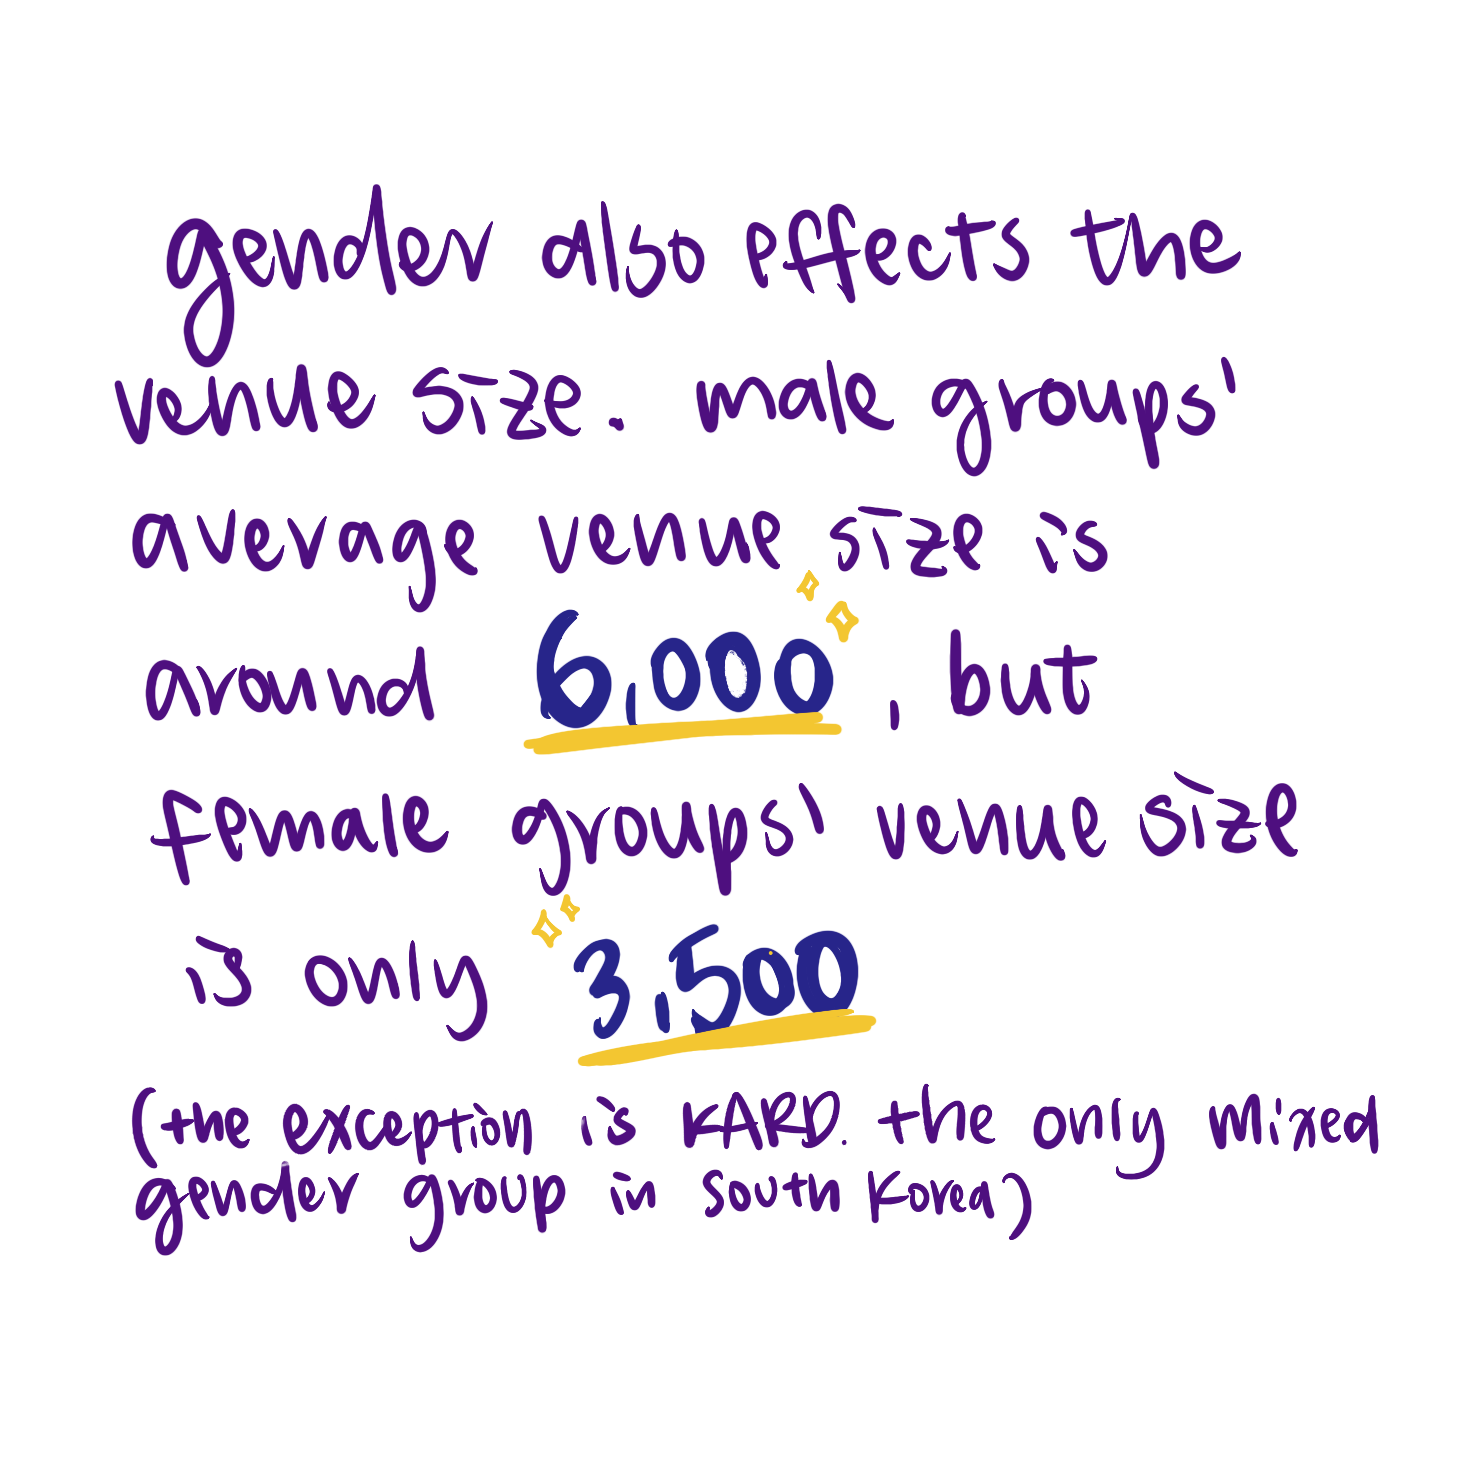 gender also effects the
venue size. male groups'
average venue size is
around 6,000, but
female groups' venue size
is only 3,500
(the exception is KARD. the only mixed
gender group in South Korea)